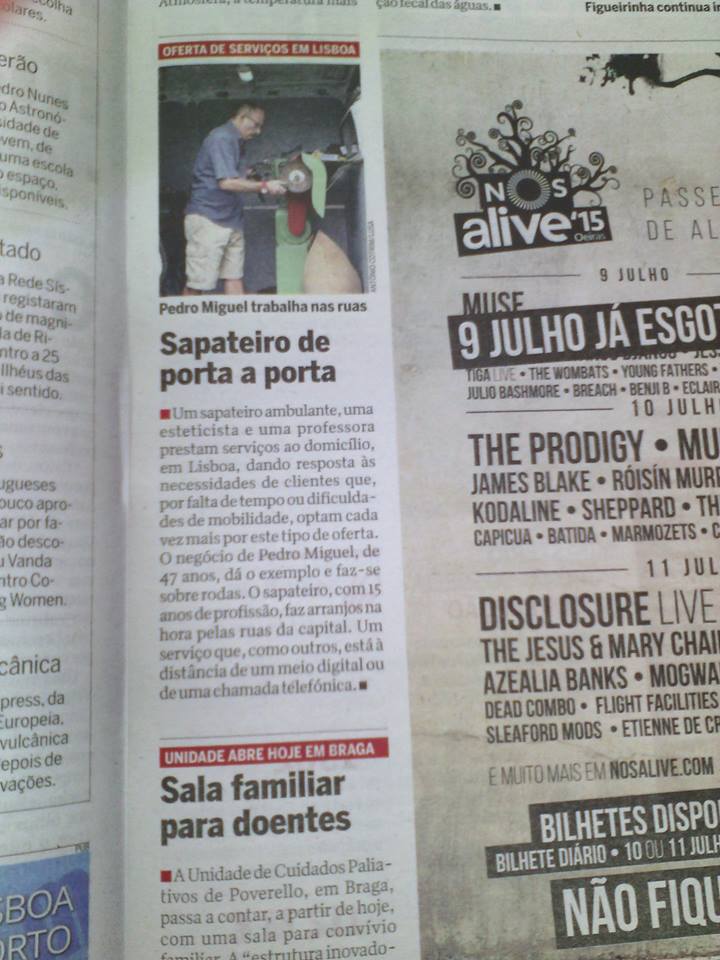 colha
olares.
erão
dro Nunes
o Astronó-
sidade de
vem, de
uma escola
o espaço.
isponíveis.
tado
a Rede Sís-
registaram
o de magni-
la de Ri-
ntro a 25
Ilhéus das
i sentido.
s
ugueses
ouco apro-
ar por fa-
ão desco-
u Vanda
ntro Co-
g Women.
cânica
press, da
Europeia.
vulcânica
epois de
vações.
PUB
SBOA
ORTO
Atmosfera, a temperatura mais
OFERTA DE SERVIÇOS EM LISBOA
ANTÓNIO COTRIM/LUSA
Pedro Miguel trabalha nas ruas
Sapateiro de
porta a porta
■ Um sapateiro ambulante, uma
esteticista e uma professora
prestam serviços ao domicílio,
em Lisboa, dando resposta às
necessidades de clientes que,
por falta de tempo ou dificulda-
des de mobilidade, optam cada
vez mais por este tipo de oferta.
O negócio de Pedro Miguel, de
47 anos, dá o exemplo e faz-se
sobre rodas. O sapateiro, com 15
anos de profissão, faz arranjos na
hora pelas ruas da capital. Um
serviço que, como outros, está à
distância de um meio digital ou
de uma chamada telefónica. ■
UNIDADE ABRE HOJE EM BRAGA
Sala familiar
para doentes
■ A Unidade de Cuidados Palia-
tivos de Poverello, em Braga,
passa a contar, a partir de hoje,
com uma sala para convívio
familiar. A “estrutura inovado-
ção fecal das águas. ■
Figueirinha continua in
NOS
alive'15
Oeiras
PASSE
DE AL
9 JULHO
MUSE
9 JULHO JÁ ESGOT
TIGA LIVE • THE WOMBATS • YOUNG FATHERS •
JULIO BASHMORE • BREACH • BENJI B • ECLAIR
10 JULH
THE PRODIGY • MU
JAMES BLAKE • RÓISÍN MURP
KODALINE • SHEPPARD • TH
CAPICUA • BATIDA • MARMOZETS • C
11 JUL
DISCLOSURE LIVE
THE JESUS & MARY CHAI
AZEALIA BANKS • MOGWA
DEAD COMBO • FLIGHT FACILITIES
SLEAFORD MODS • ETIENNE DE CR
E MUITO MAIS EM NOSALIVE.COM
BILHETES DISPO
BILHETE DIÁRIO • 10 OU 11 JULH
NÃO FIQU